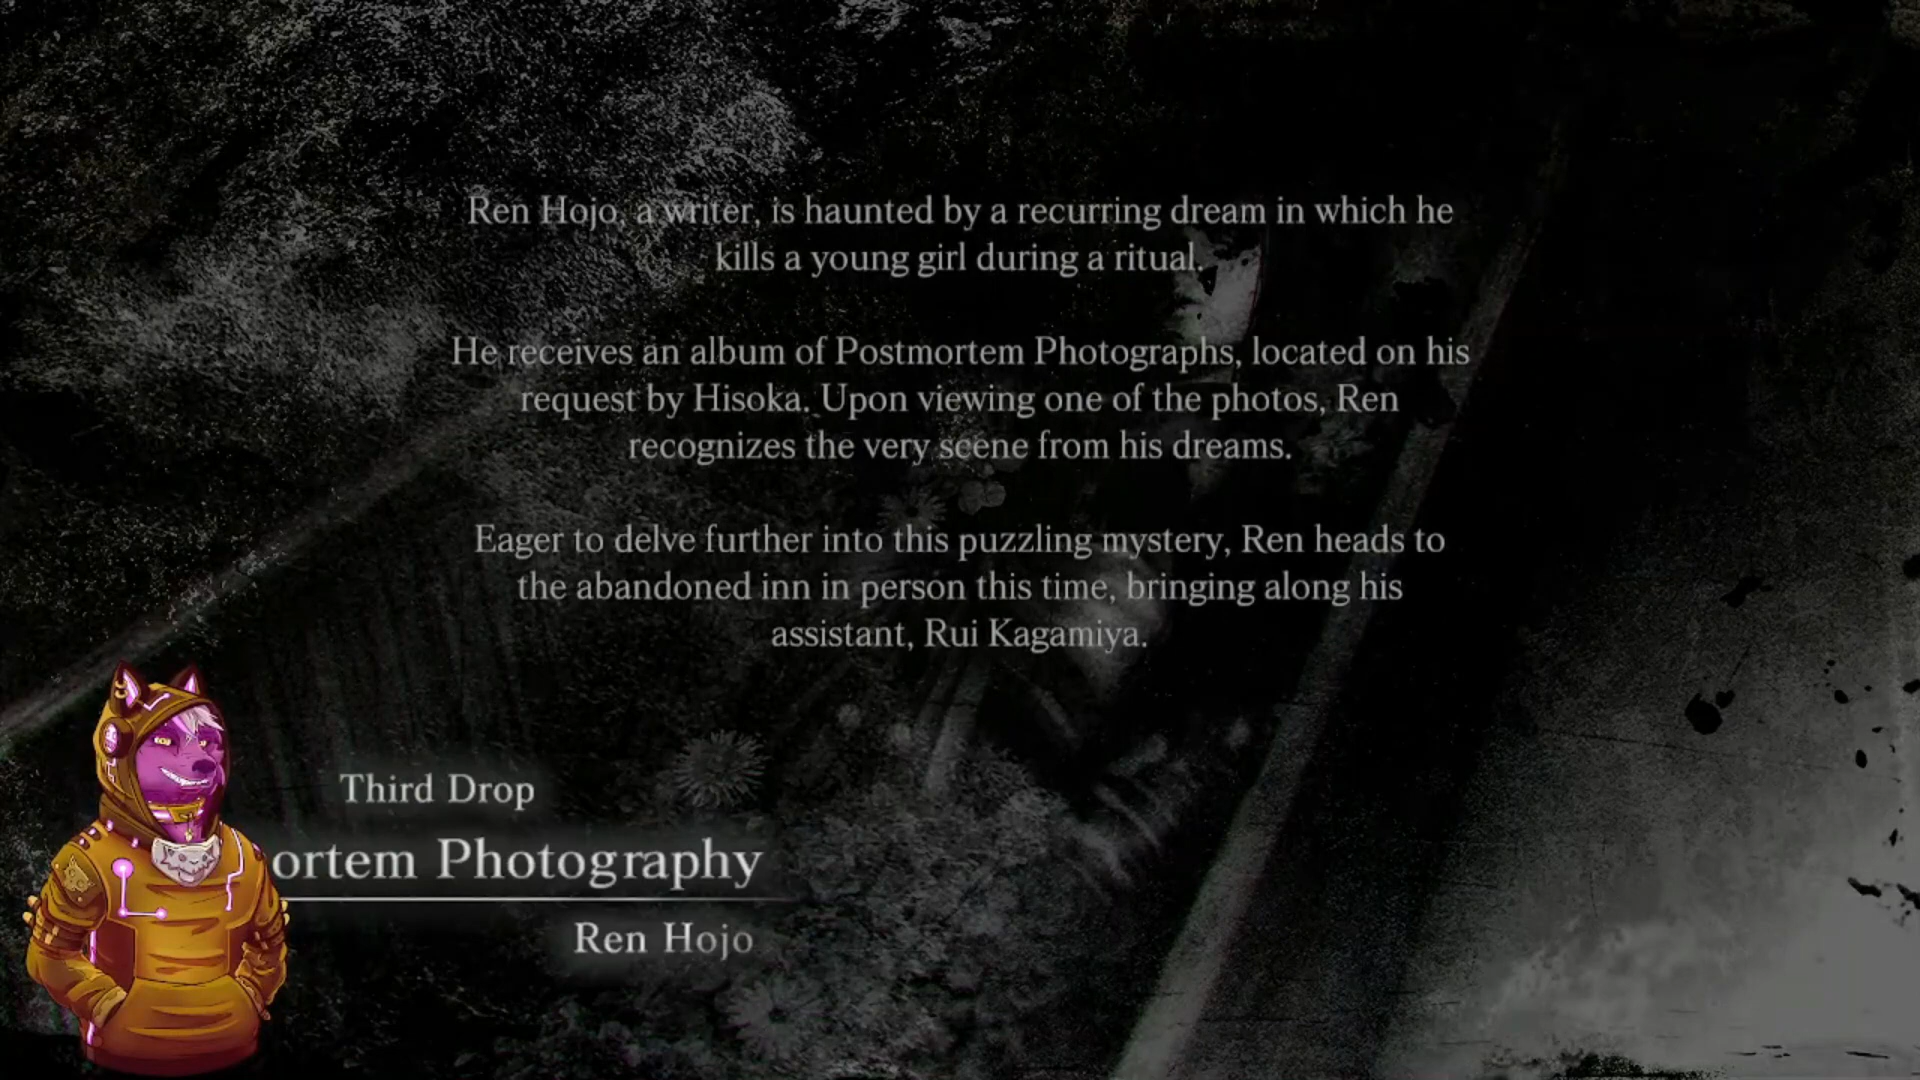 Ren Hojo, a writer, is haunted by a recurring dream in which he
kills a young girl during a ritual.
He receives an album of Postmortem Photographs, located on his
request by Hisoka. Upon viewing one of the photos, Ren
recognizes the very scene from his dreams.
Eager to delve further into this puzzling mystery, Ren heads to
the abandoned inn in person this time, bringing along his
assistant, Rui Kagamiya.
Third Drop
ortem Photography
Ren Hojo